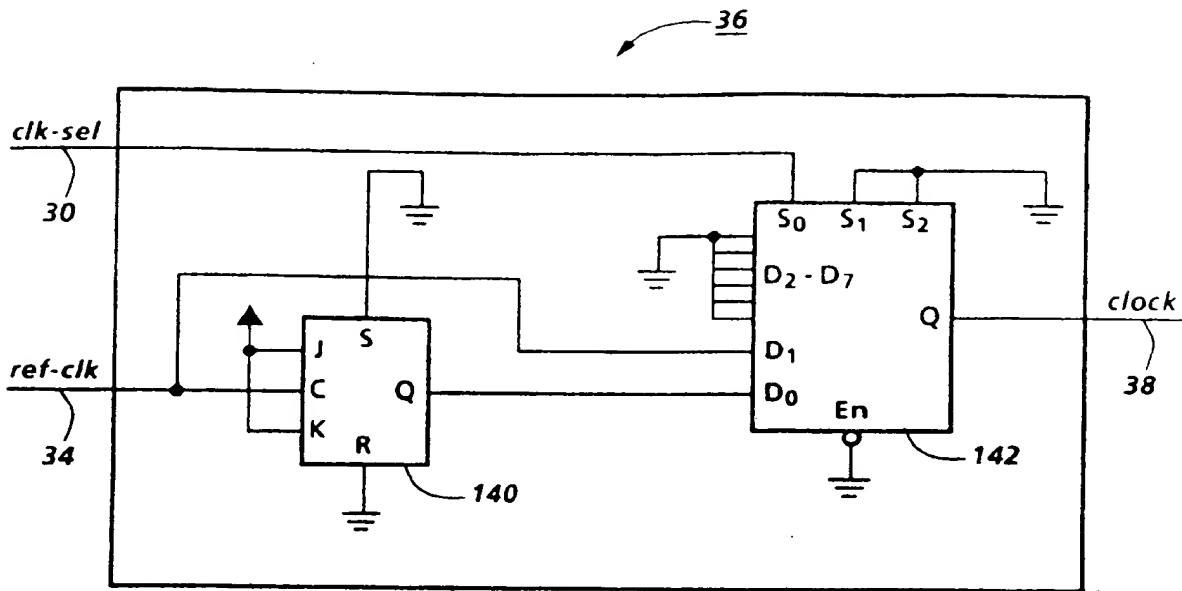 36
clk-sel
30
S₀ S₁ S₂
D₂ - D₇
S
J
D₁
Q
clock
38
ref-clk
34
C
Q
D₀
K
R
En
140
142